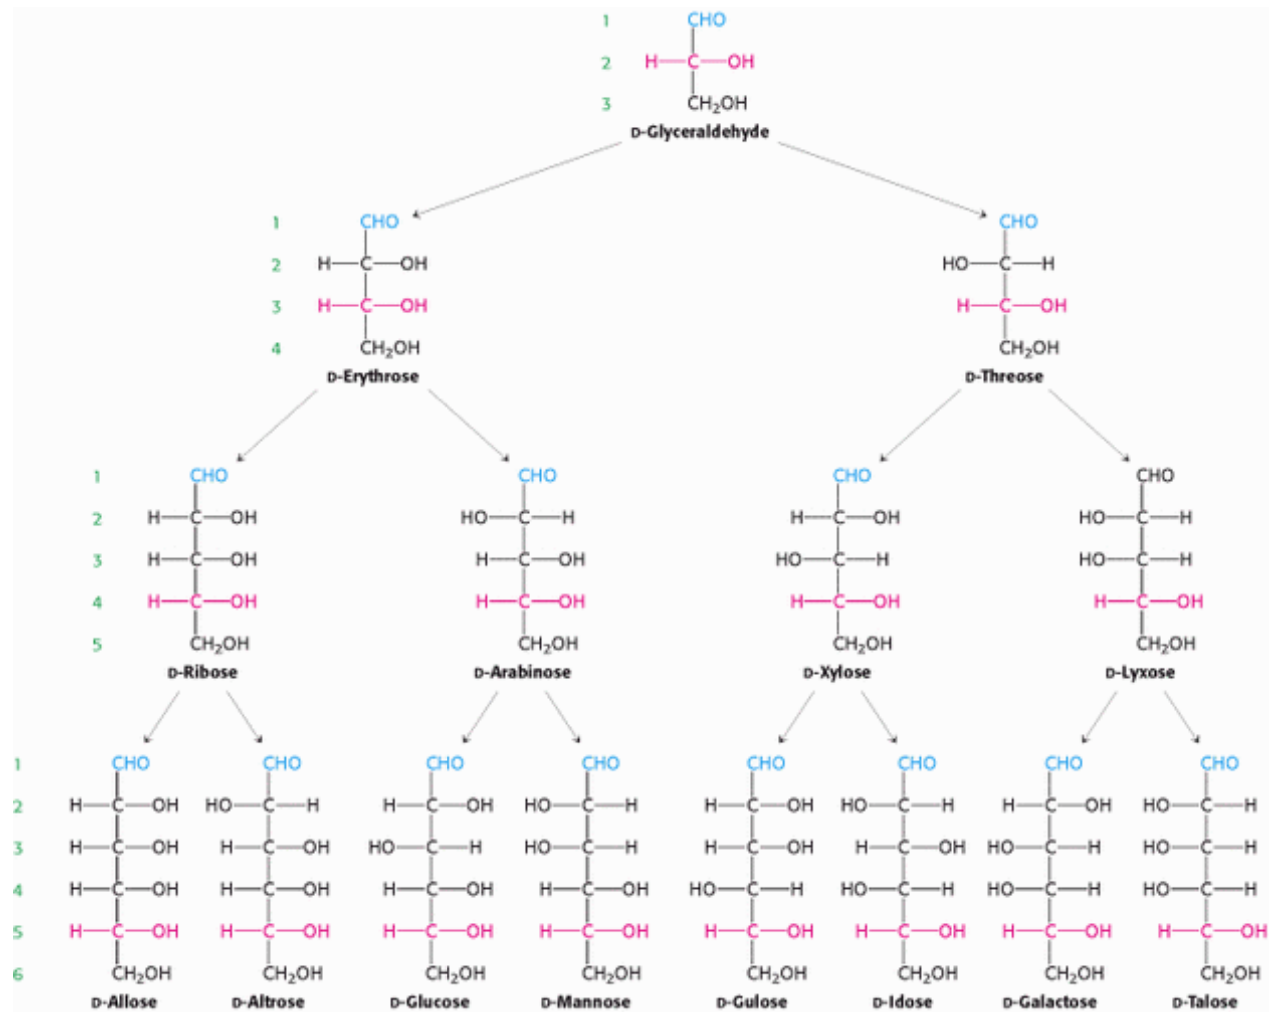 1 CHO
2 H—C—OH
3 CH₂OH
D-Glyceraldehyde
1 CHO CHO
2 H—C—OH HO—C—H
3 H—C—OH H—C—OH
4 CH₂OH CH₂OH
D-Erythrose D-Threose
1 CHO CHO CHO CHO
2 H—C—OH HO—C—H H—C—OH HO—C—H
3 H—C—OH H—C—OH HO—C—H HO—C—H
4 H—C—OH H—C—OH H—C—OH H—C—OH
5 CH₂OH CH₂OH CH₂OH CH₂OH
D-Ribose D-Arabinose D-Xylose D-Lyxose
1 CHO CHO CHO CHO CHO CHO CHO CHO
2 H—C—OH HO—C—H H—C—OH HO—C—H H—C—OH HO—C—H H—C—OH HO—C—H
3 H—C—OH H—C—OH HO—C—H HO—C—H H—C—OH H—C—OH HO—C—H HO—C—H
4 H—C—OH H—C—OH H—C—OH H—C—OH HO—C—H HO—C—H HO—C—H HO—C—H
5 H—C—OH H—C—OH H—C—OH H—C—OH H—C—OH H—C—OH H—C—OH H—C—OH
6 CH₂OH CH₂OH CH₂OH CH₂OH CH₂OH CH₂OH CH₂OH CH₂OH
D-Allose D-Altrose D-Glucose D-Mannose D-Gulose D-Idose D-Galactose D-Talose